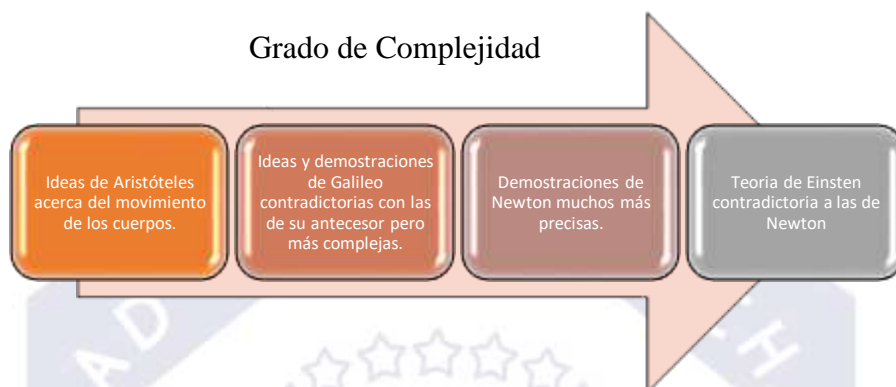 Grado de Complejidad
Ideas de Aristóteles
acerca del movimiento
de los cuerpos.
Ideas y demostraciones
de Galileo
contradictorias con las
de su antecesor pero
más complejas.
Demostraciones de
Newton muchos más
precisas.
Teoria de Einsten
contradictoria a las de
Newton
A D
T H